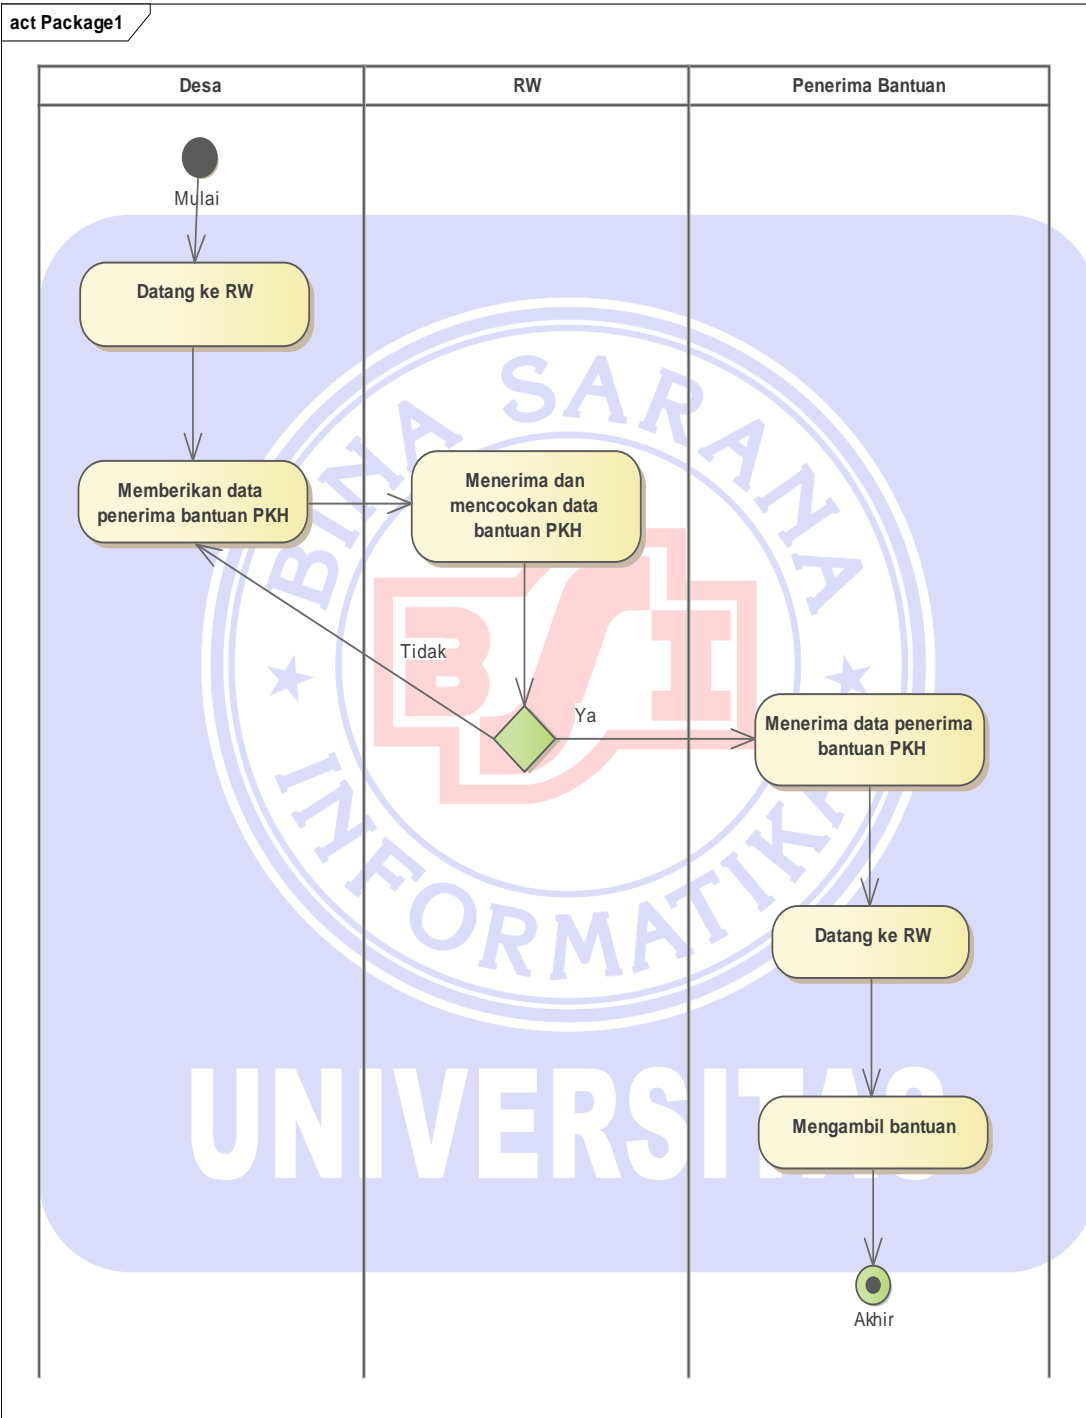 act Package1
Desa
RW
Penerima Bantuan
Mulai
Datang ke RW
Memberikan data
penerima bantuan PKH
Menerima dan
mencocokan data
bantuan PKH
Tidak
Ya
Menerima data penerima
bantuan PKH
Datang ke RW
Mengambil bantuan
Akhir
BINA SARANA
BSI
INFORMATIKA
UNIVERSITAS